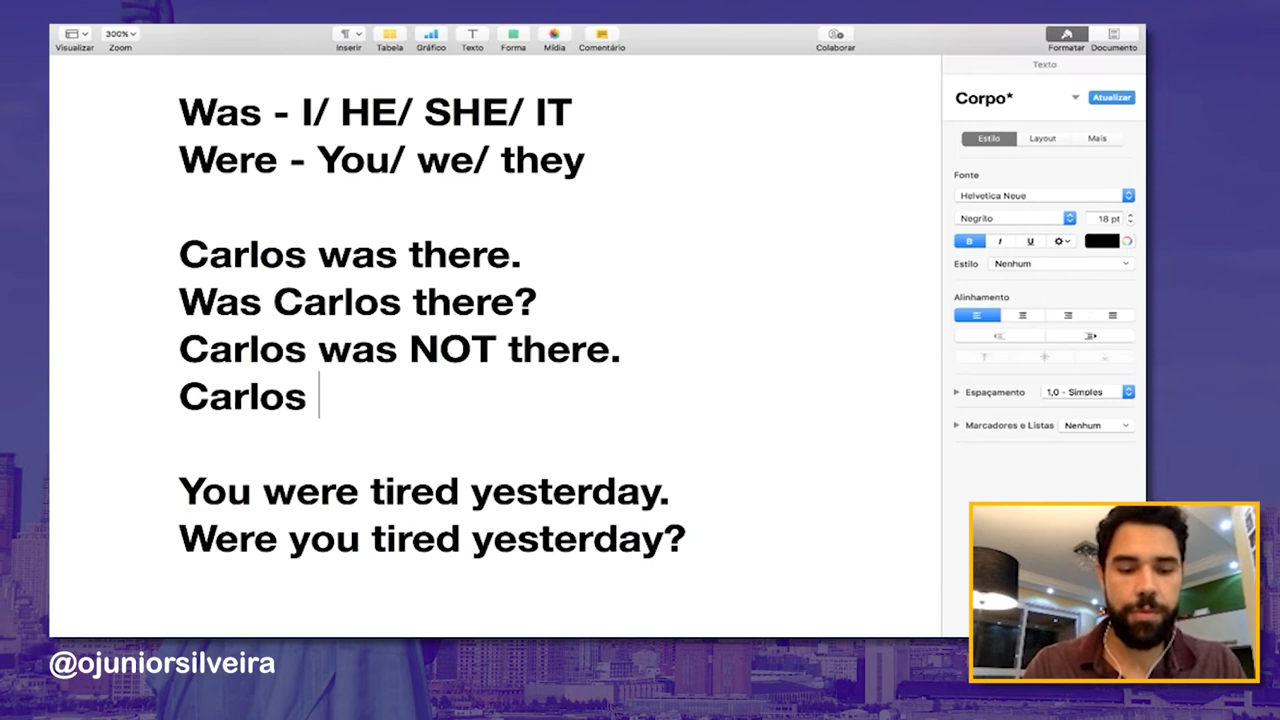 Visualizar
300%
Zoom
Inserir
Tabela
Gráfico
Texto
Forma
Mídia
Comentário
Colaborar
Formatar
Documento
Texto
Corpo*
Atualizar
Estilo
Layout
Mais
Fonte
Helvetica Neue
Negrito
18 pt
B I U
Estilo
Nenhum
Alinhamento
Espaçamento
1,0 - Simples
Marcadores e Listas
Nenhum
Was - I/ HE/ SHE/ IT
Were - You/ we/ they
Carlos was there.
Was Carlos there?
Carlos was NOT there.
Carlos
You were tired yesterday.
Were you tired yesterday?
@ojuniorsilveira